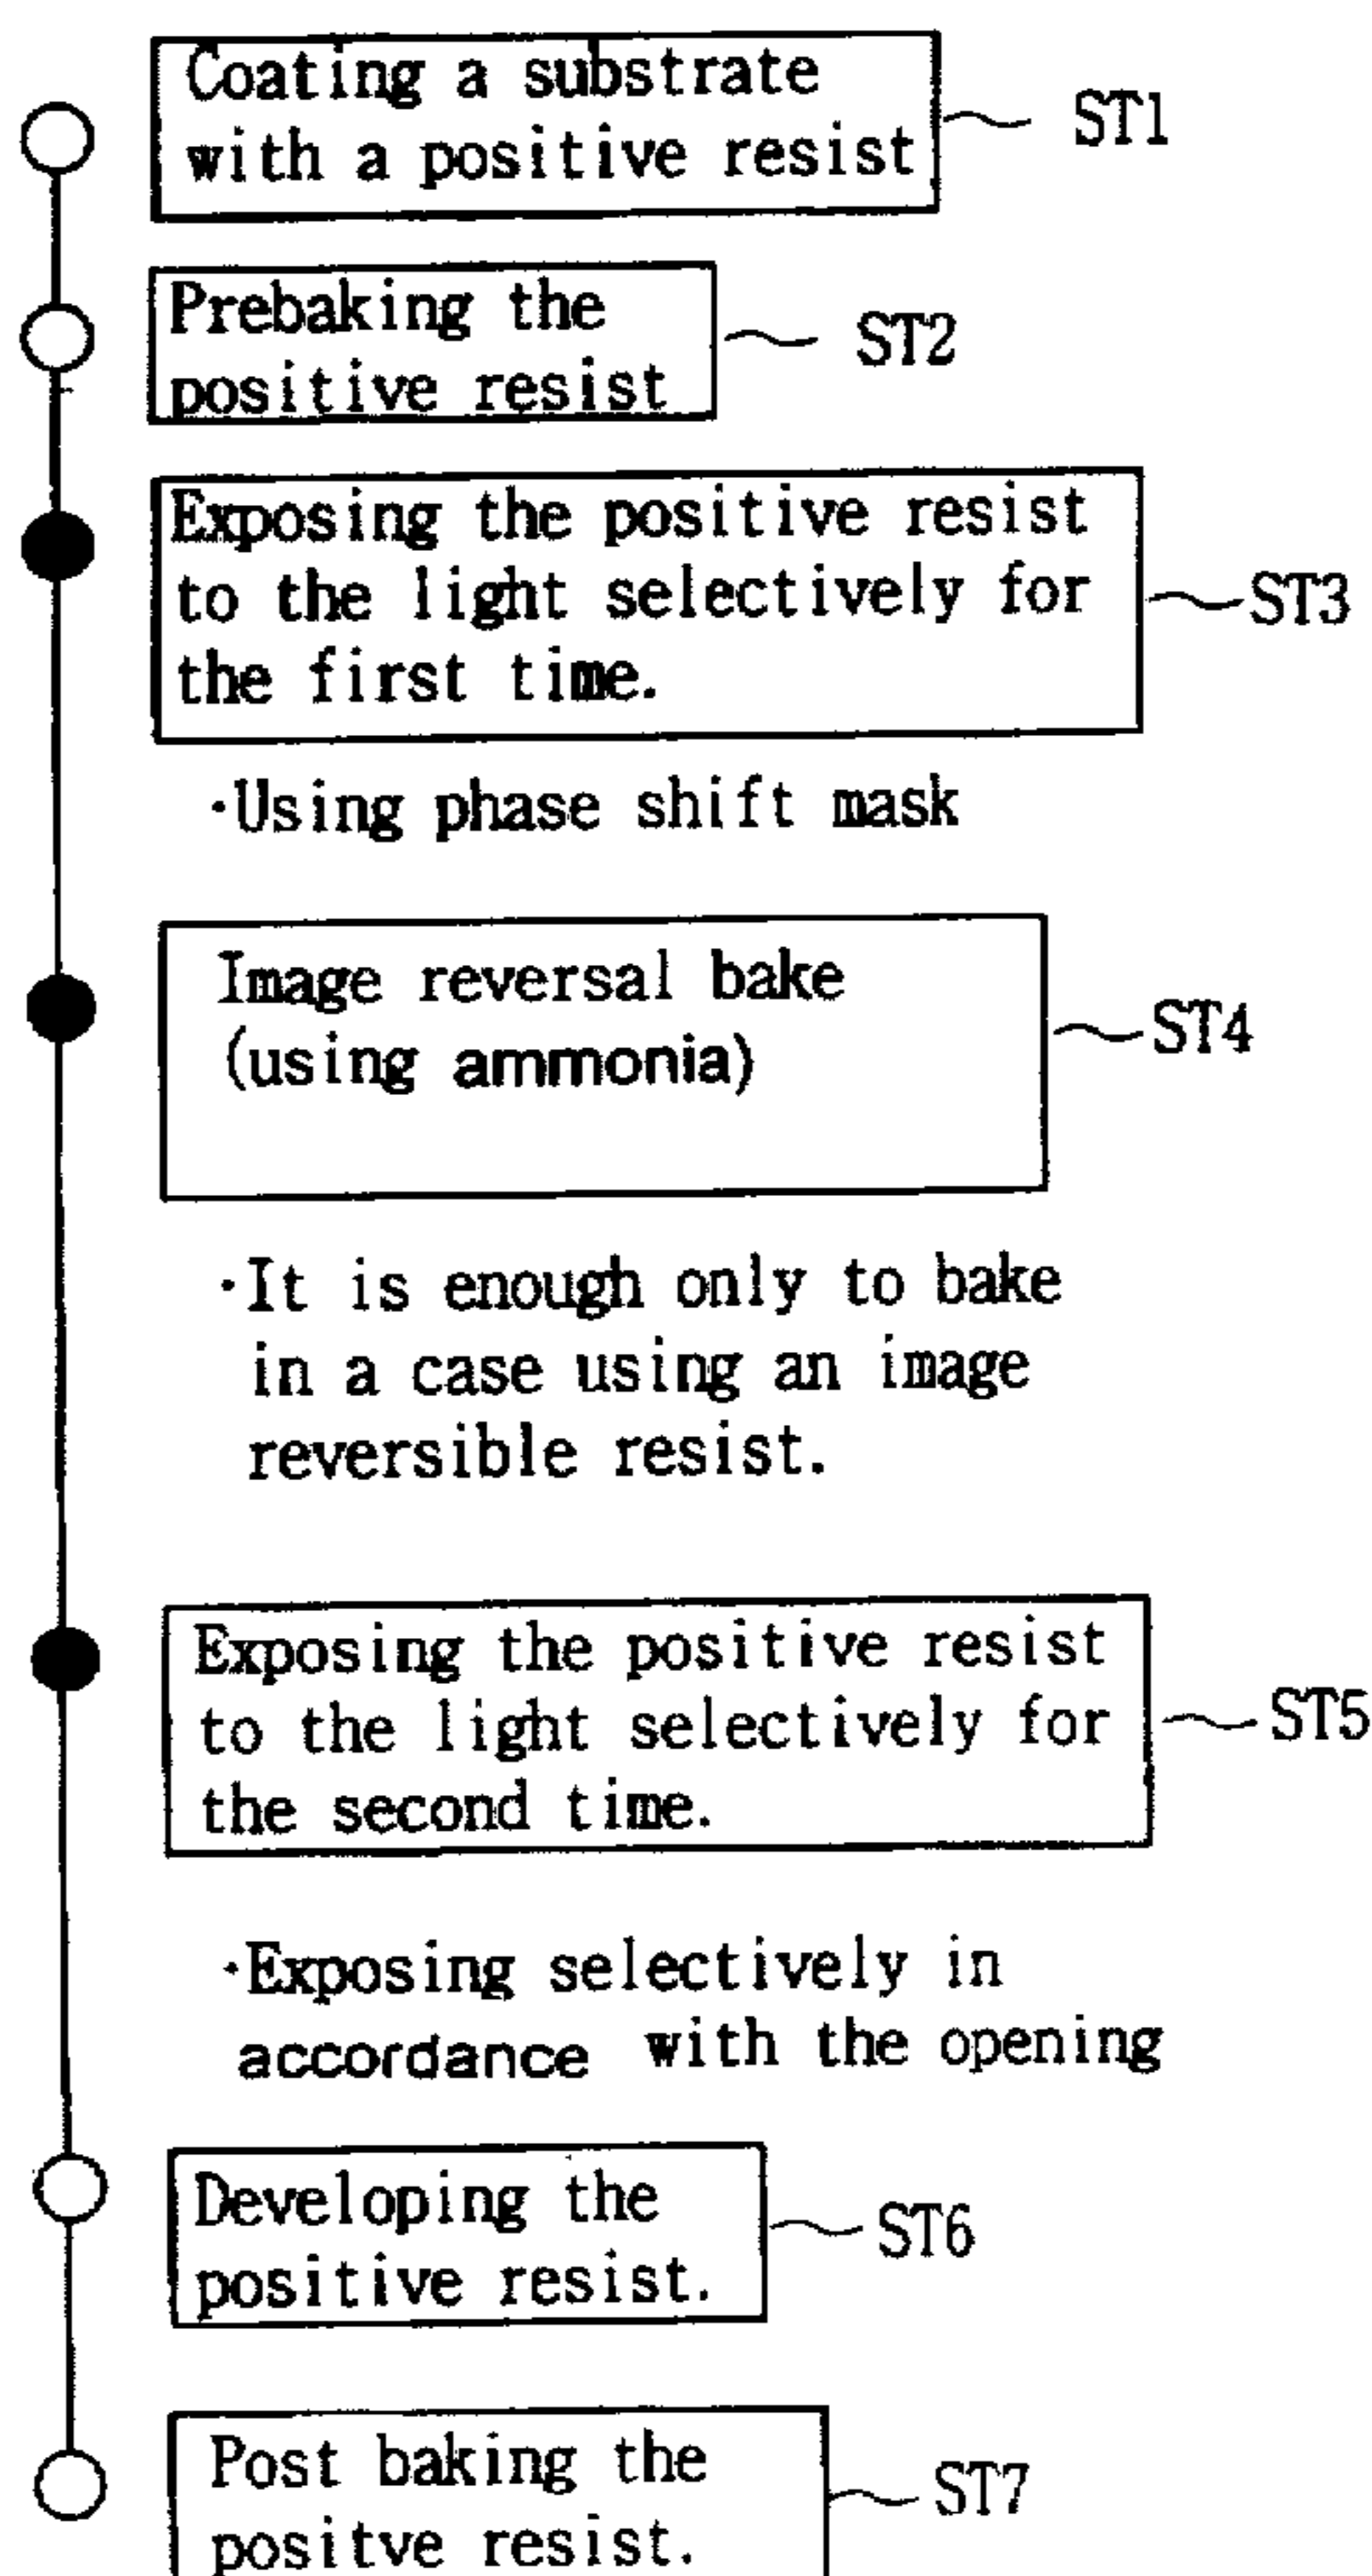 Coating a substrate
with a positive resist
ST1
Prebaking the
positive resist
ST2
Exposing the positive resist
to the light selectively for
the first time.
ST3
·Using phase shift mask
Image reversal bake
(using ammonia)
ST4
·It is enough only to bake
in a case using an image
reversible resist.
Exposing the positive resist
to the light selectively for
the second time.
ST5
·Exposing selectively in
accordance with the opening
Developing the
positive resist.
ST6
Post baking the
positve resist.
ST7